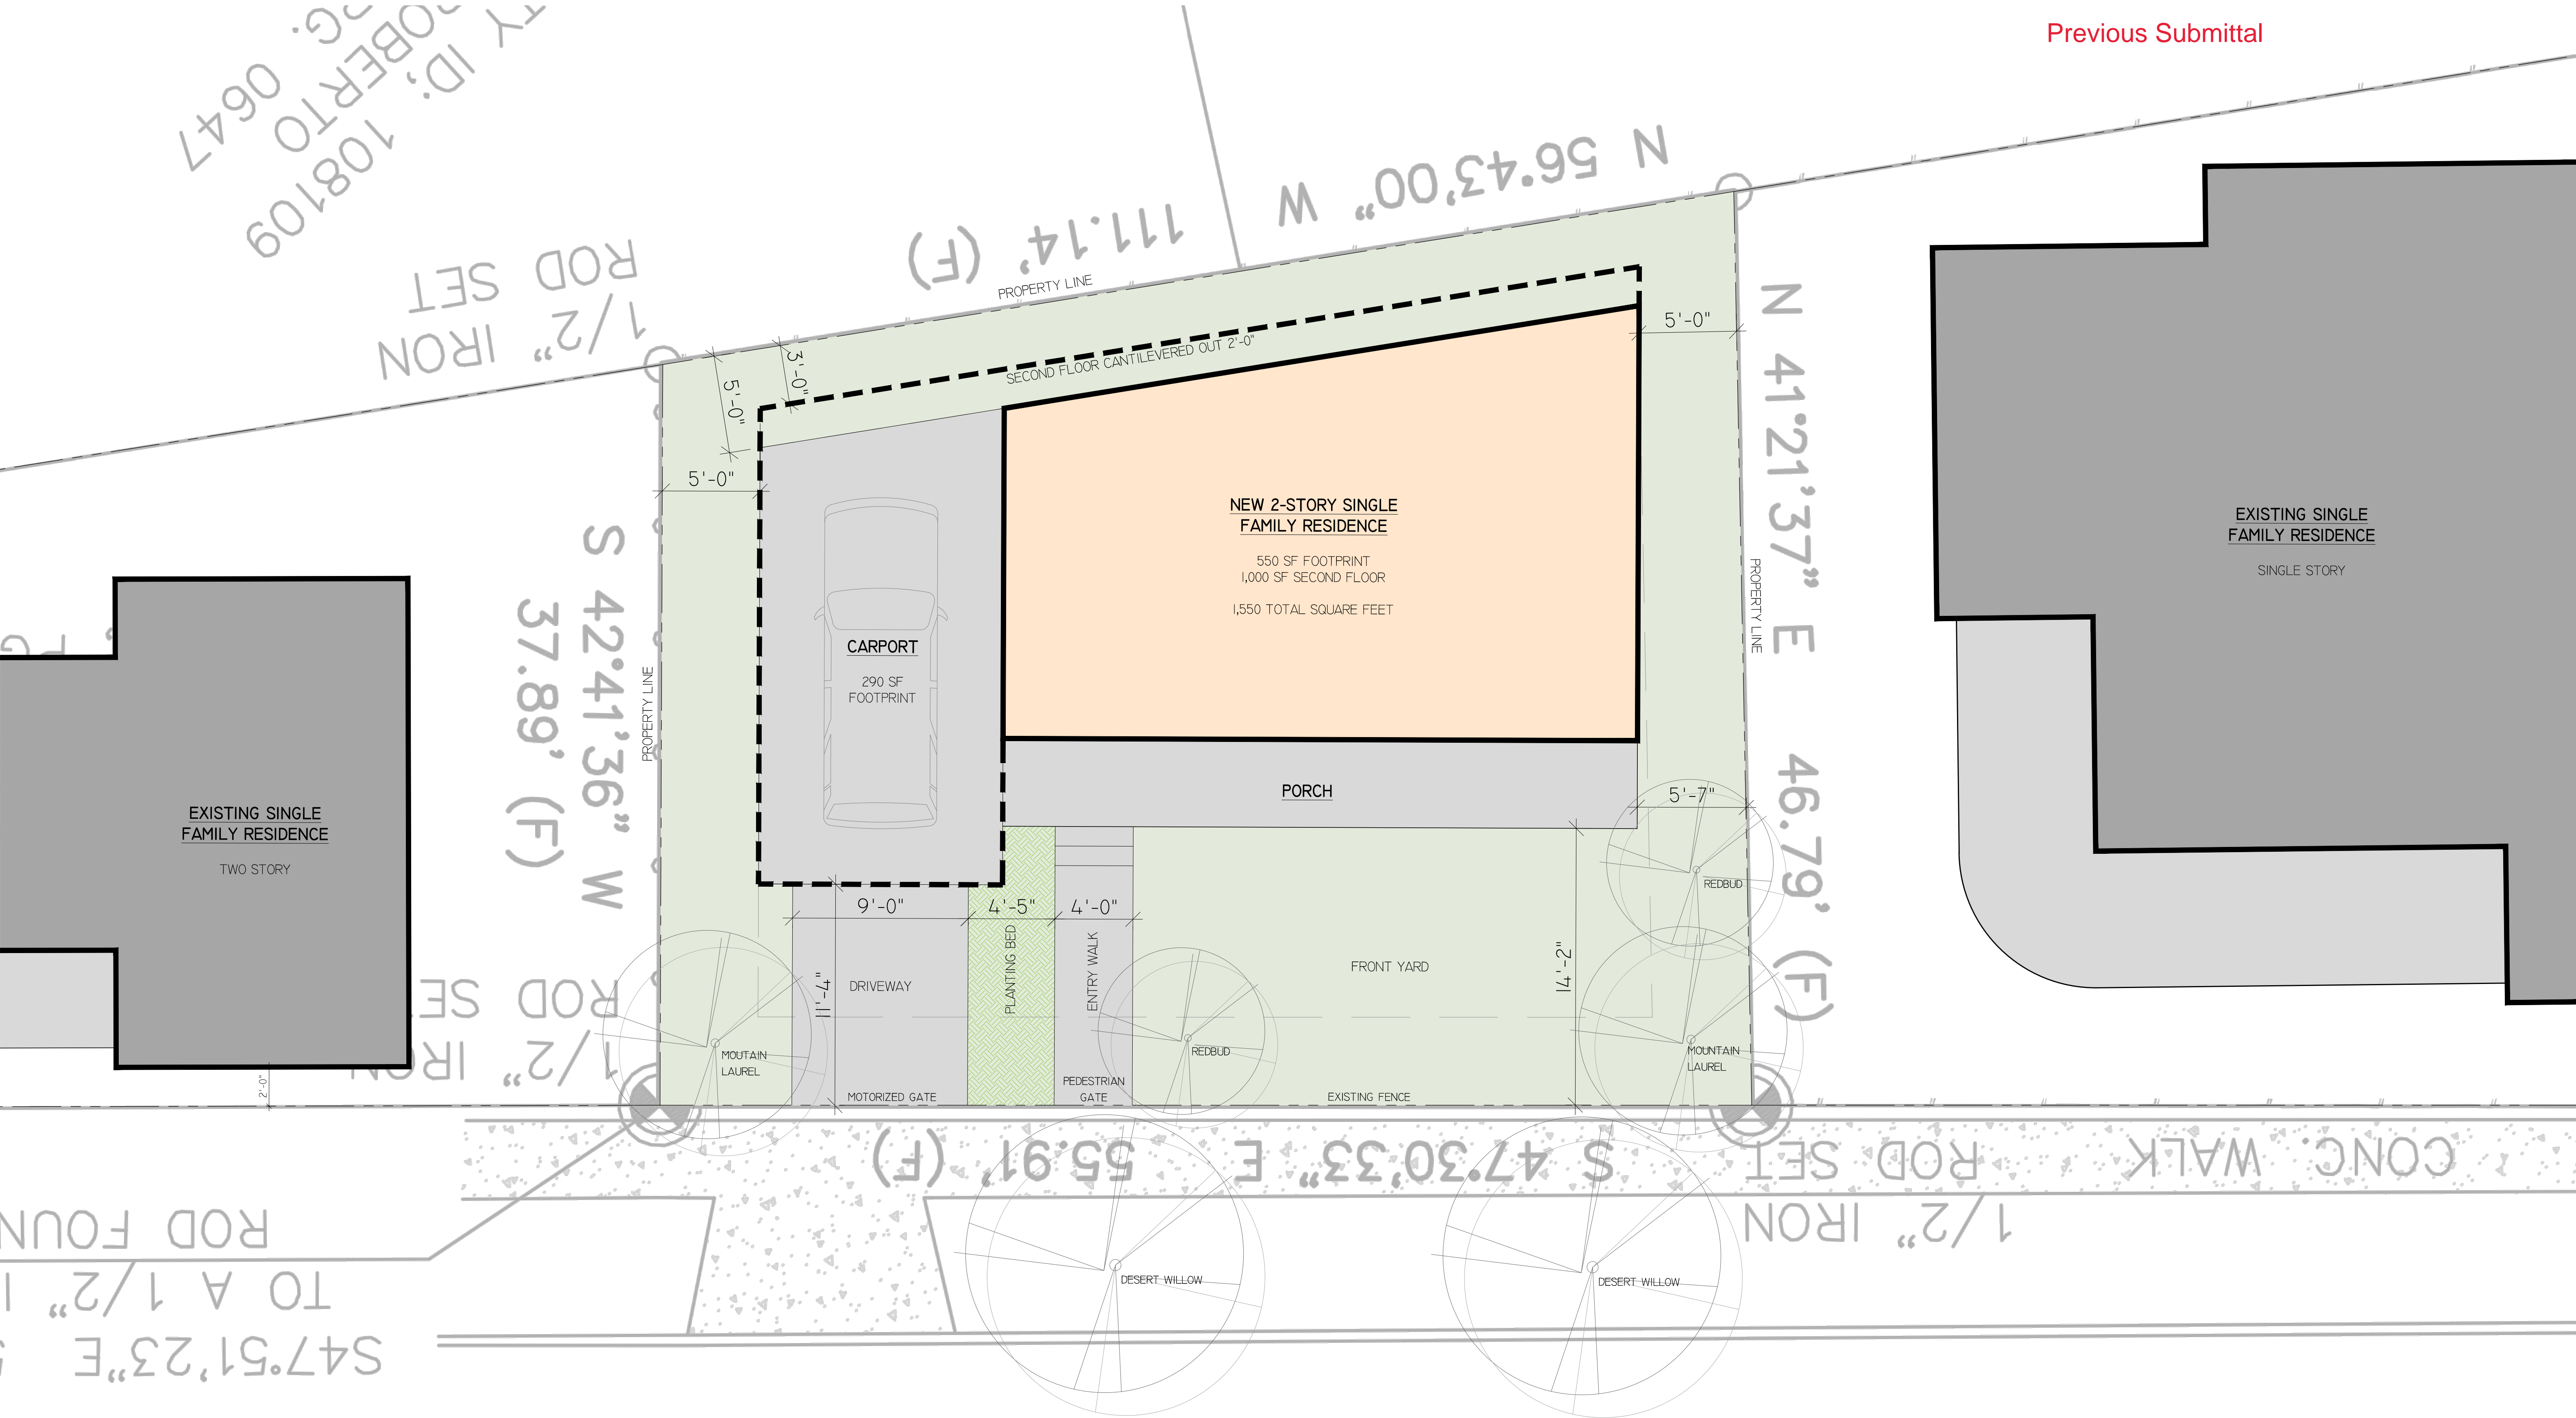 Previous Submittal
Y ID; 108109
OBERTO
G. 0647
N 56°43'00" W 111.14' (F)
1/2" IRON
ROD SET
PROPERTY LINE
SECOND FLOOR CANTILEVERED OUT 2'-0"
3'-0"
5'-0"
5'-0"
5'-0"
N 41°21'37" E 46.79' (F)
S 42°41'36" W
37.89' (F)
PROPERTY LINE
PROPERTY LINE
NEW 2-STORY SINGLE
FAMILY RESIDENCE
550 SF FOOTPRINT
1,000 SF SECOND FLOOR
1,550 TOTAL SQUARE FEET
EXISTING SINGLE
FAMILY RESIDENCE
SINGLE STORY
CARPORT
290 SF
FOOTPRINT
PORCH
5'-7"
EXISTING SINGLE
FAMILY RESIDENCE
TWO STORY
2'-0"
REDBUD
9'-0"
4'-5"
4'-0"
11'-4"
DRIVEWAY
PLANTING BED
ENTRY WALK
FRONT YARD
14'-2"
1/2" IRON
ROD SE
MOUTAIN
LAUREL
REDBUD
MOUNTAIN
LAUREL
MOTORIZED GATE
PEDESTRIAN
GATE
EXISTING FENCE
S 47°30'33" E 55.91' (F)
1/2" IRON
ROD SET
CONC. WALK
DESERT WILLOW
DESERT WILLOW
S47°51'23"E
TO A 1/2" I
ROD FOUN